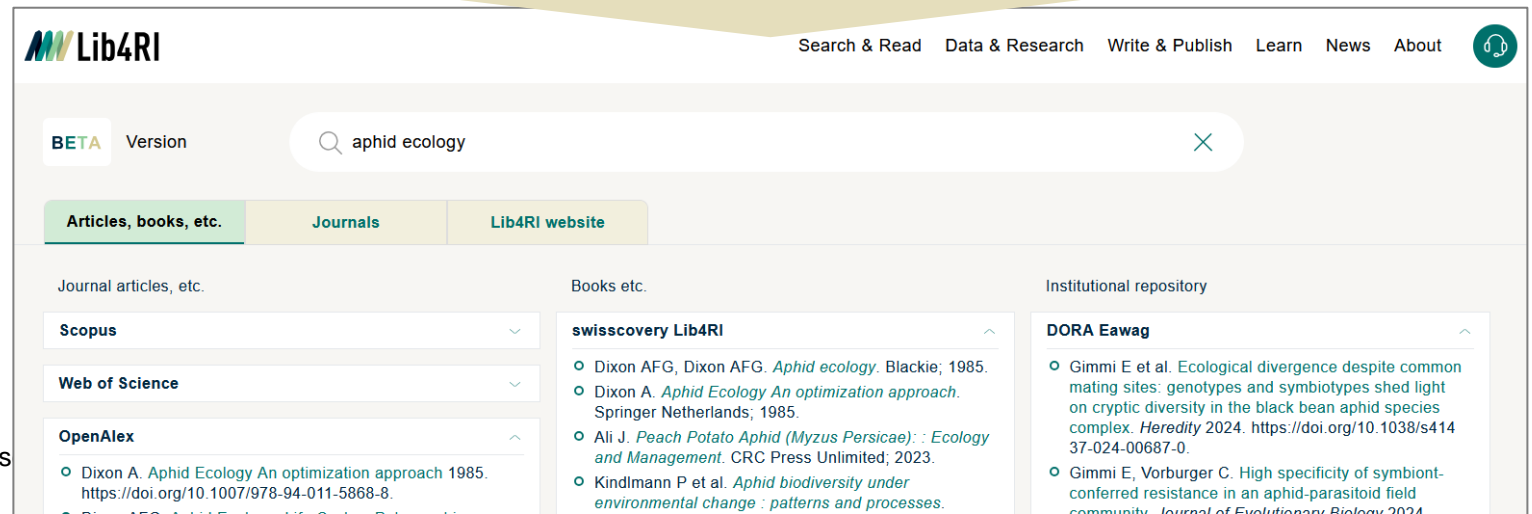 Lib4RI
Search & Read Data & Research Write & Publish Learn News About
BETA Version
aphid ecology
Articles, books, etc. Journals Lib4RI website
Journal articles, etc.
Scopus
Web of Science
OpenAlex
Dixon A. Aphid Ecology An optimization approach 1985.
https://doi.org/10.1007/978-94-011-5868-8.
Books etc.
swisscovery Lib4RI
Dixon AFG, Dixon AFG. Aphid ecology. Blackie; 1985.
Dixon A. Aphid Ecology An optimization approach.
Springer Netherlands; 1985.
Ali J. Peach Potato Aphid (Myzus Persicae): : Ecology
and Management. CRC Press Unlimited; 2023.
Kindlmann P et al. Aphid biodiversity under
environmental change : patterns and processes.
Institutional repository
DORA Eawag
Gimmi E et al. Ecological divergence despite common
mating sites: genotypes and symbiotypes shed light
on cryptic diversity in the black bean aphid species
complex. Heredity 2024. https://doi.org/10.1038/s414
37-024-00687-0.
Gimmi E, Vorburger C. High specificity of symbiont-
conferred resistance in an aphid-parasitoid field
community. Journal of Evolutionary Biology 2024
s